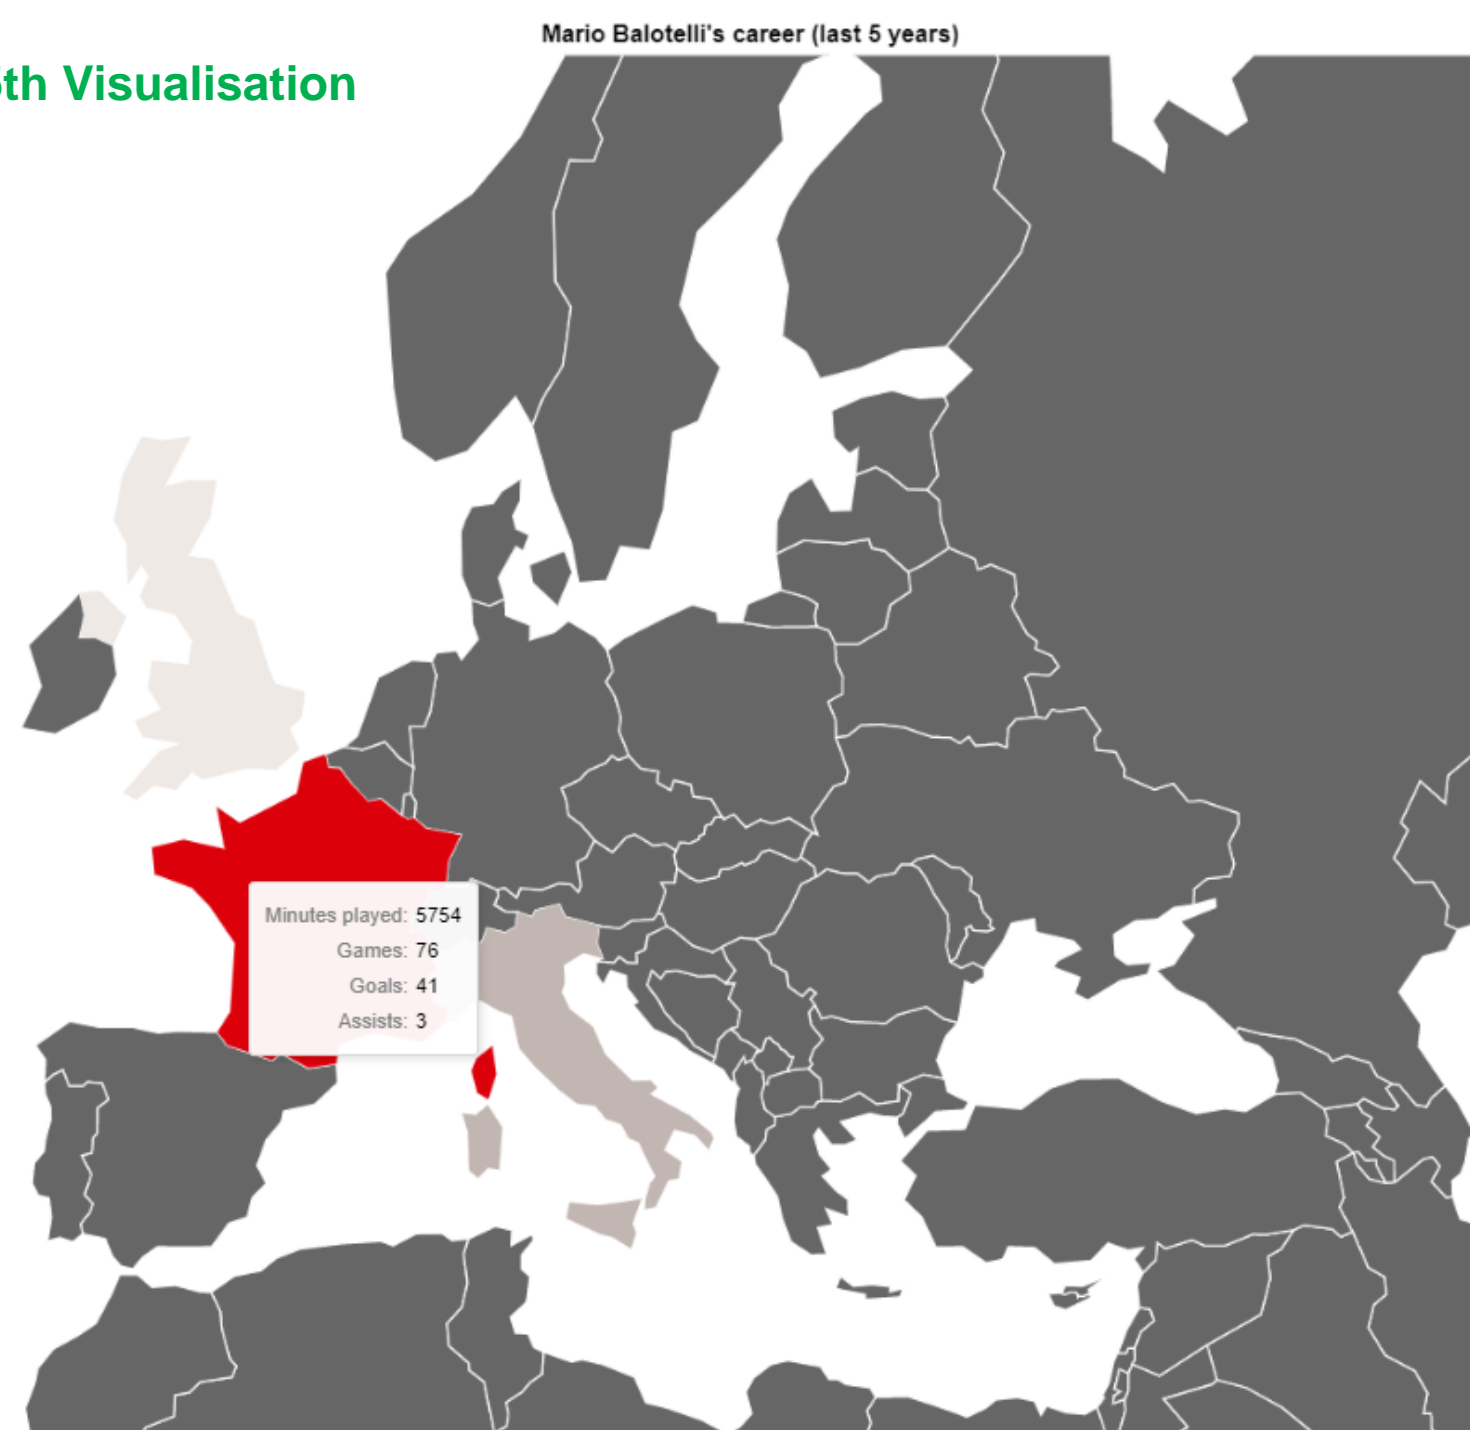 Mario Balotelli's career (last 5 years)
th Visualisation
Minutes played: 5754
Games: 76
Goals: 41
Assists: 3